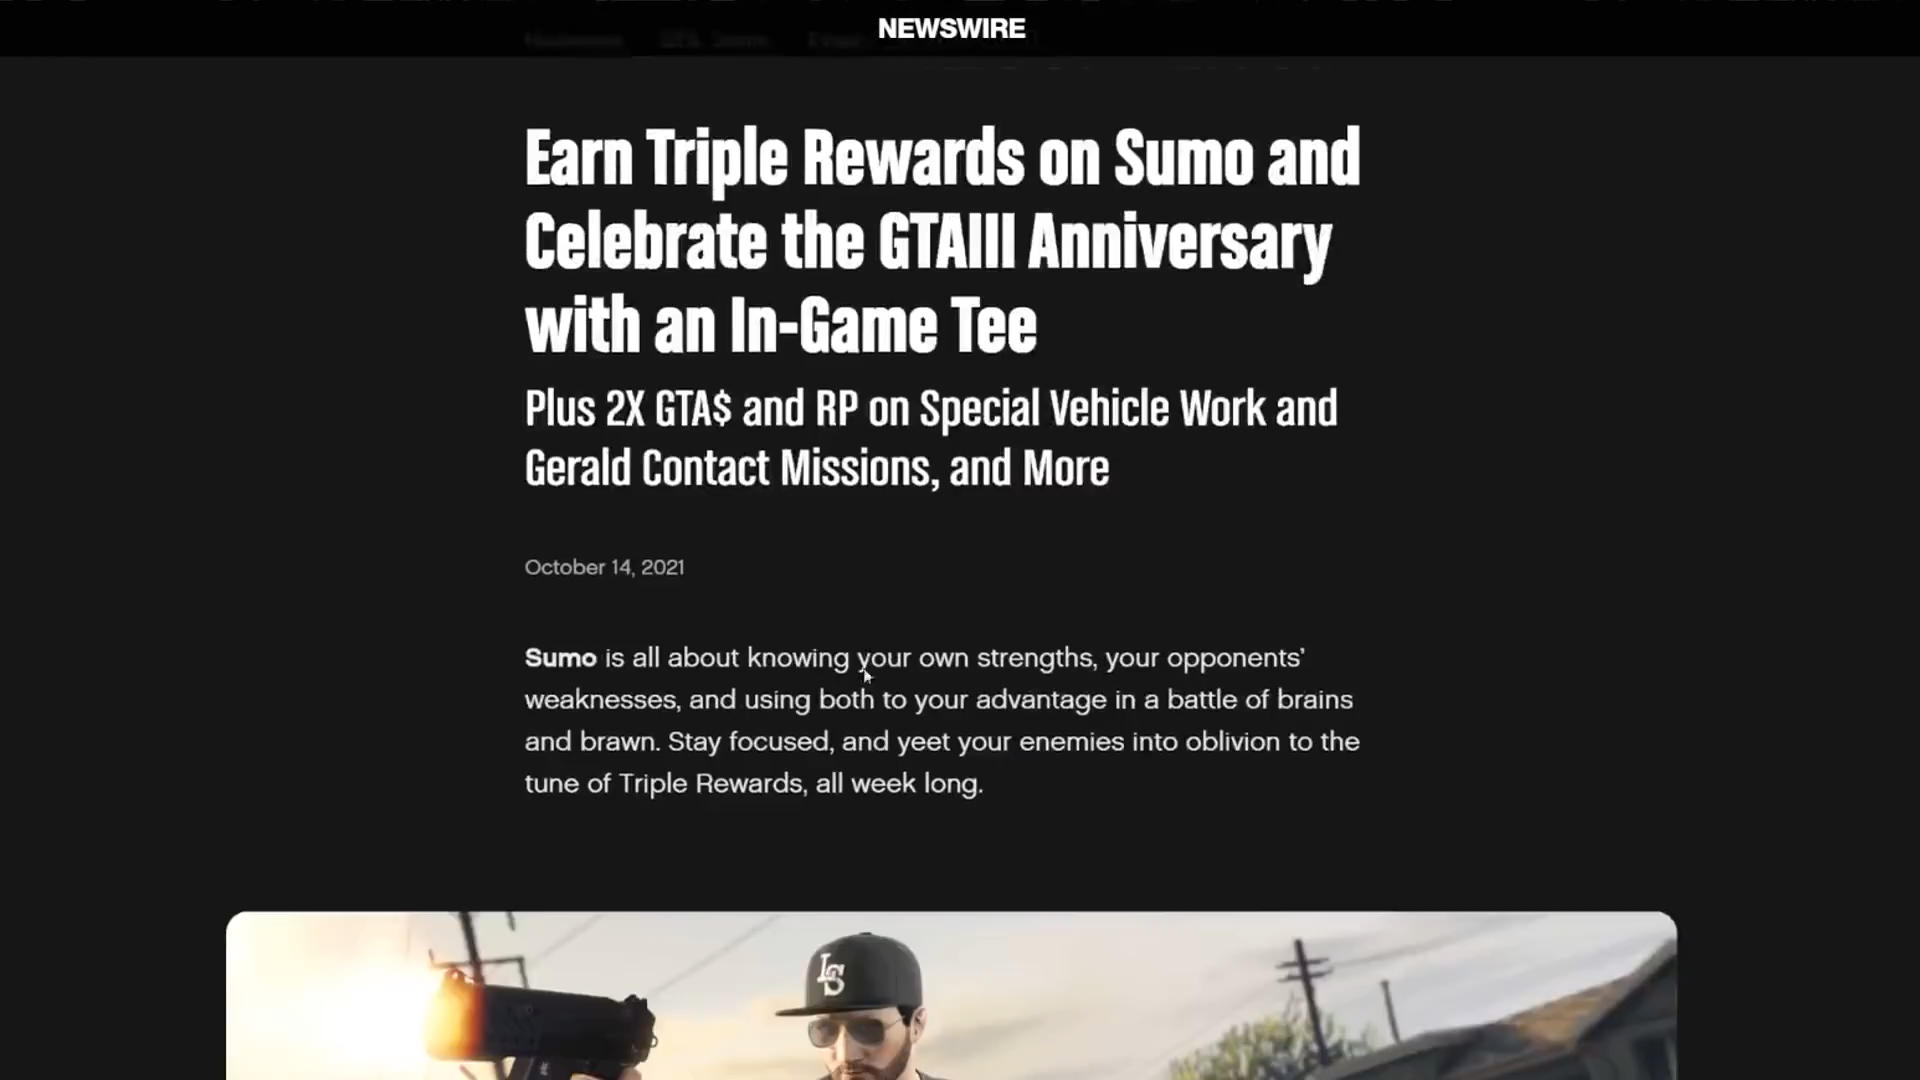 NEWSWIRE
Earn Triple Rewards on Sumo and
Celebrate the GTAIII Anniversary
with an In-Game Tee
Plus 2X GTA$ and RP on Special Vehicle Work and
Gerald Contact Missions, and More
October 14, 2021
Sumo is all about knowing your own strengths, your opponents’
weaknesses, and using both to your advantage in a battle of brains
and brawn. Stay focused, and yeet your enemies into oblivion to the
tune of Triple Rewards, all week long.
LS